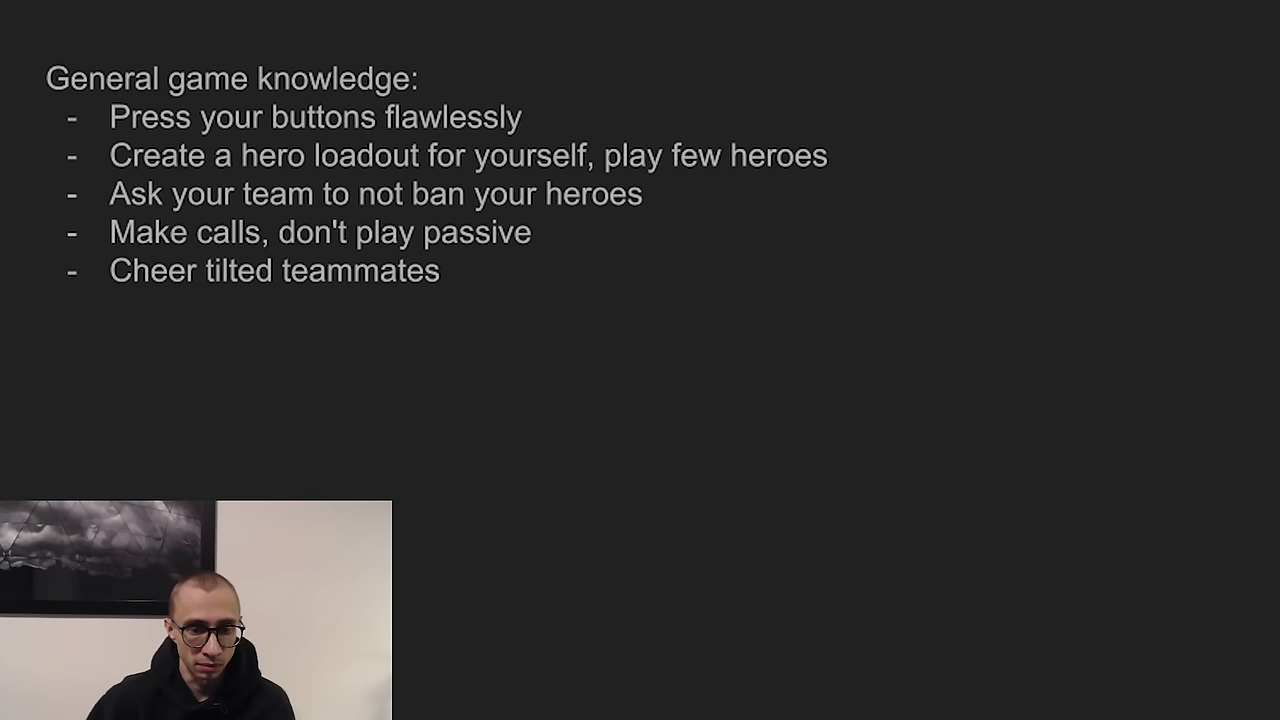 General game knowledge:
- Press your buttons flawlessly
- Create a hero loadout for yourself, play few heroes
- Ask your team to not ban your heroes
- Make calls, don't play passive
- Cheer tilted teammates